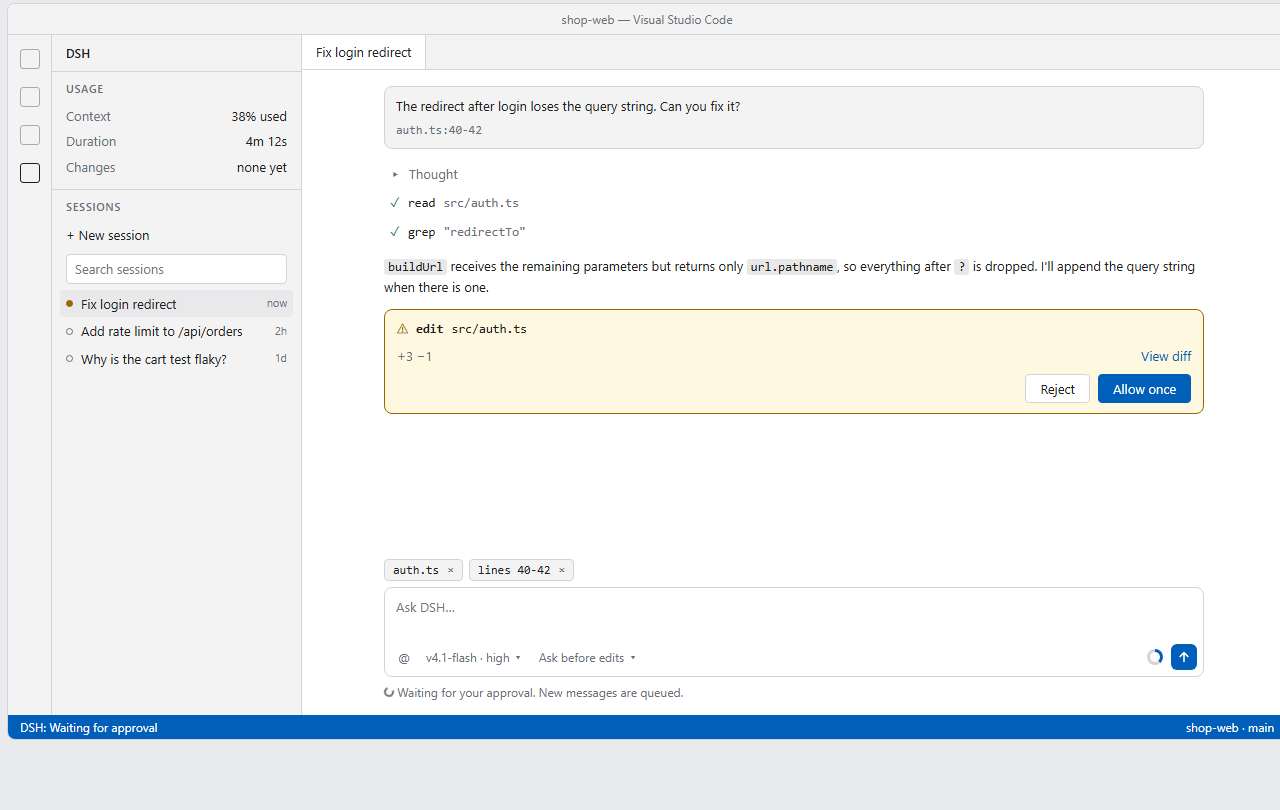 shop-web — Visual Studio Code
DSH
USAGE
Context 38% used
Duration 4m 12s
Changes none yet
SESSIONS
+ New session
Search sessions
Fix login redirect now
Add rate limit to /api/orders 2h
Why is the cart test flaky? 1d
Fix login redirect
The redirect after login loses the query string. Can you fix it?
auth.ts:40-42
Thought
✓ read src/auth.ts
✓ grep "redirectTo"
buildUrl receives the remaining parameters but returns only url.pathname, so everything after ? is dropped. I'll append the query string
when there is one.
⚠ edit src/auth.ts
+3 −1 View diff
Reject Allow once
auth.ts × lines 40-42 ×
Ask DSH...
@ v4.1-flash · high Ask before edits
Waiting for your approval. New messages are queued.
DSH: Waiting for approval shop-web · main